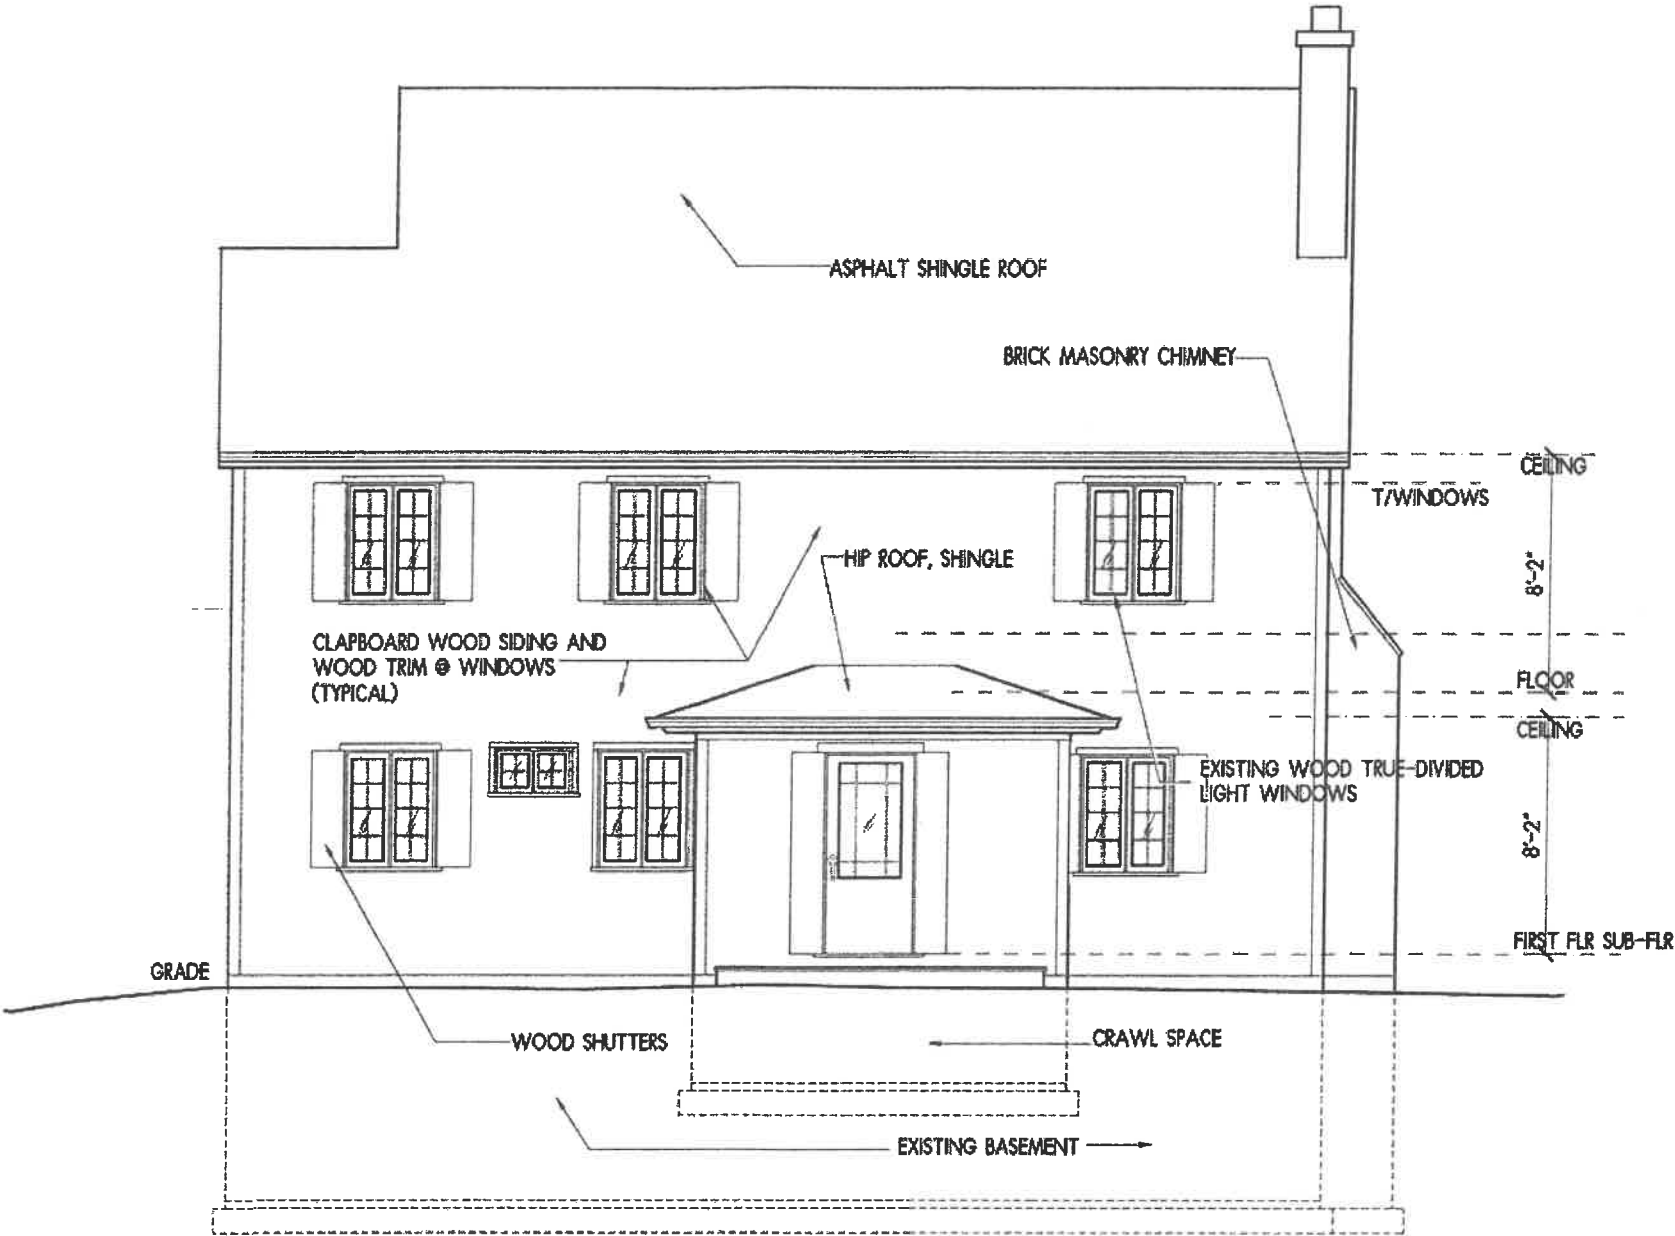 ASPHALT SHINGLE ROOF
BRICK MASONRY CHIMNEY
CEILING
T/WINDOWS
HIP ROOF, SHINGLE
8'-2"
CLAPBOARD WOOD SIDING AND
WOOD TRIM @ WINDOWS
(TYPICAL)
FLOOR
CEILING
EXISTING WOOD TRUE-DIVIDED
LIGHT WINDOWS
8'-2"
FIRST FLR SUB-FLR
GRADE
WOOD SHUTTERS
CRAWL SPACE
EXISTING BASEMENT